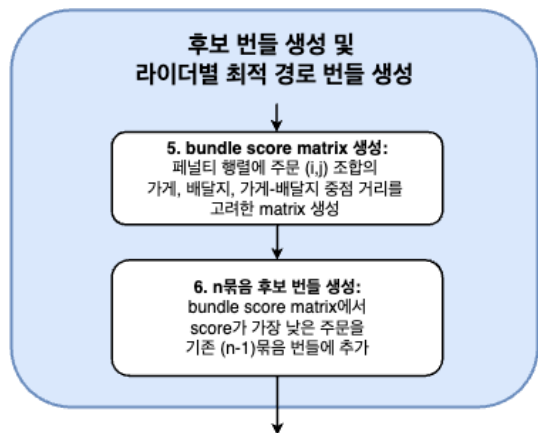 후보 번들 생성 및
라이더별 최적 경로 번들 생성
5. bundle score matrix 생성:
페널티 행렬에 주문 (i,j) 조합의
가게, 배달지, 가게-배달지 중점 거리를
고려한 matrix 생성
6. n묶음 후보 번들 생성:
bundle score matrix에서
score가 가장 낮은 주문을
기존 (n-1)묶음 번들에 추가